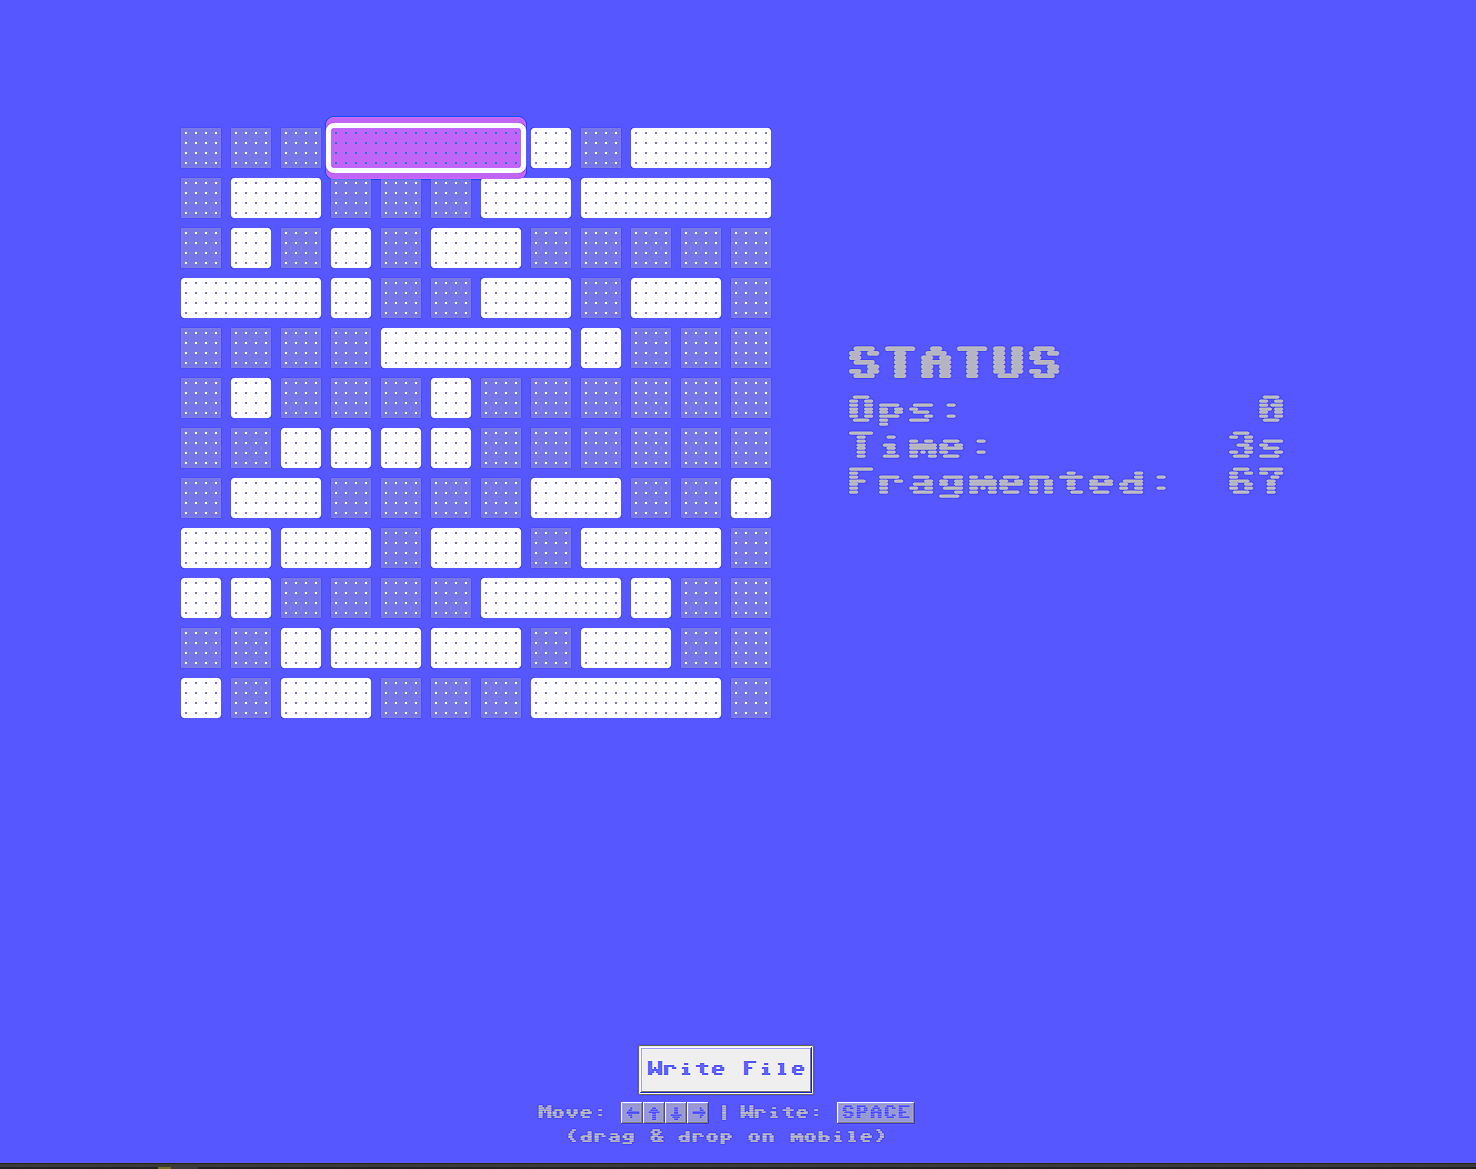 STATUS
Ops: 0
Time: 3s
Fragmented: 67
Write File
Move: ← ↑ ↓ → | Write: SPACE
(drag & drop on mobile)